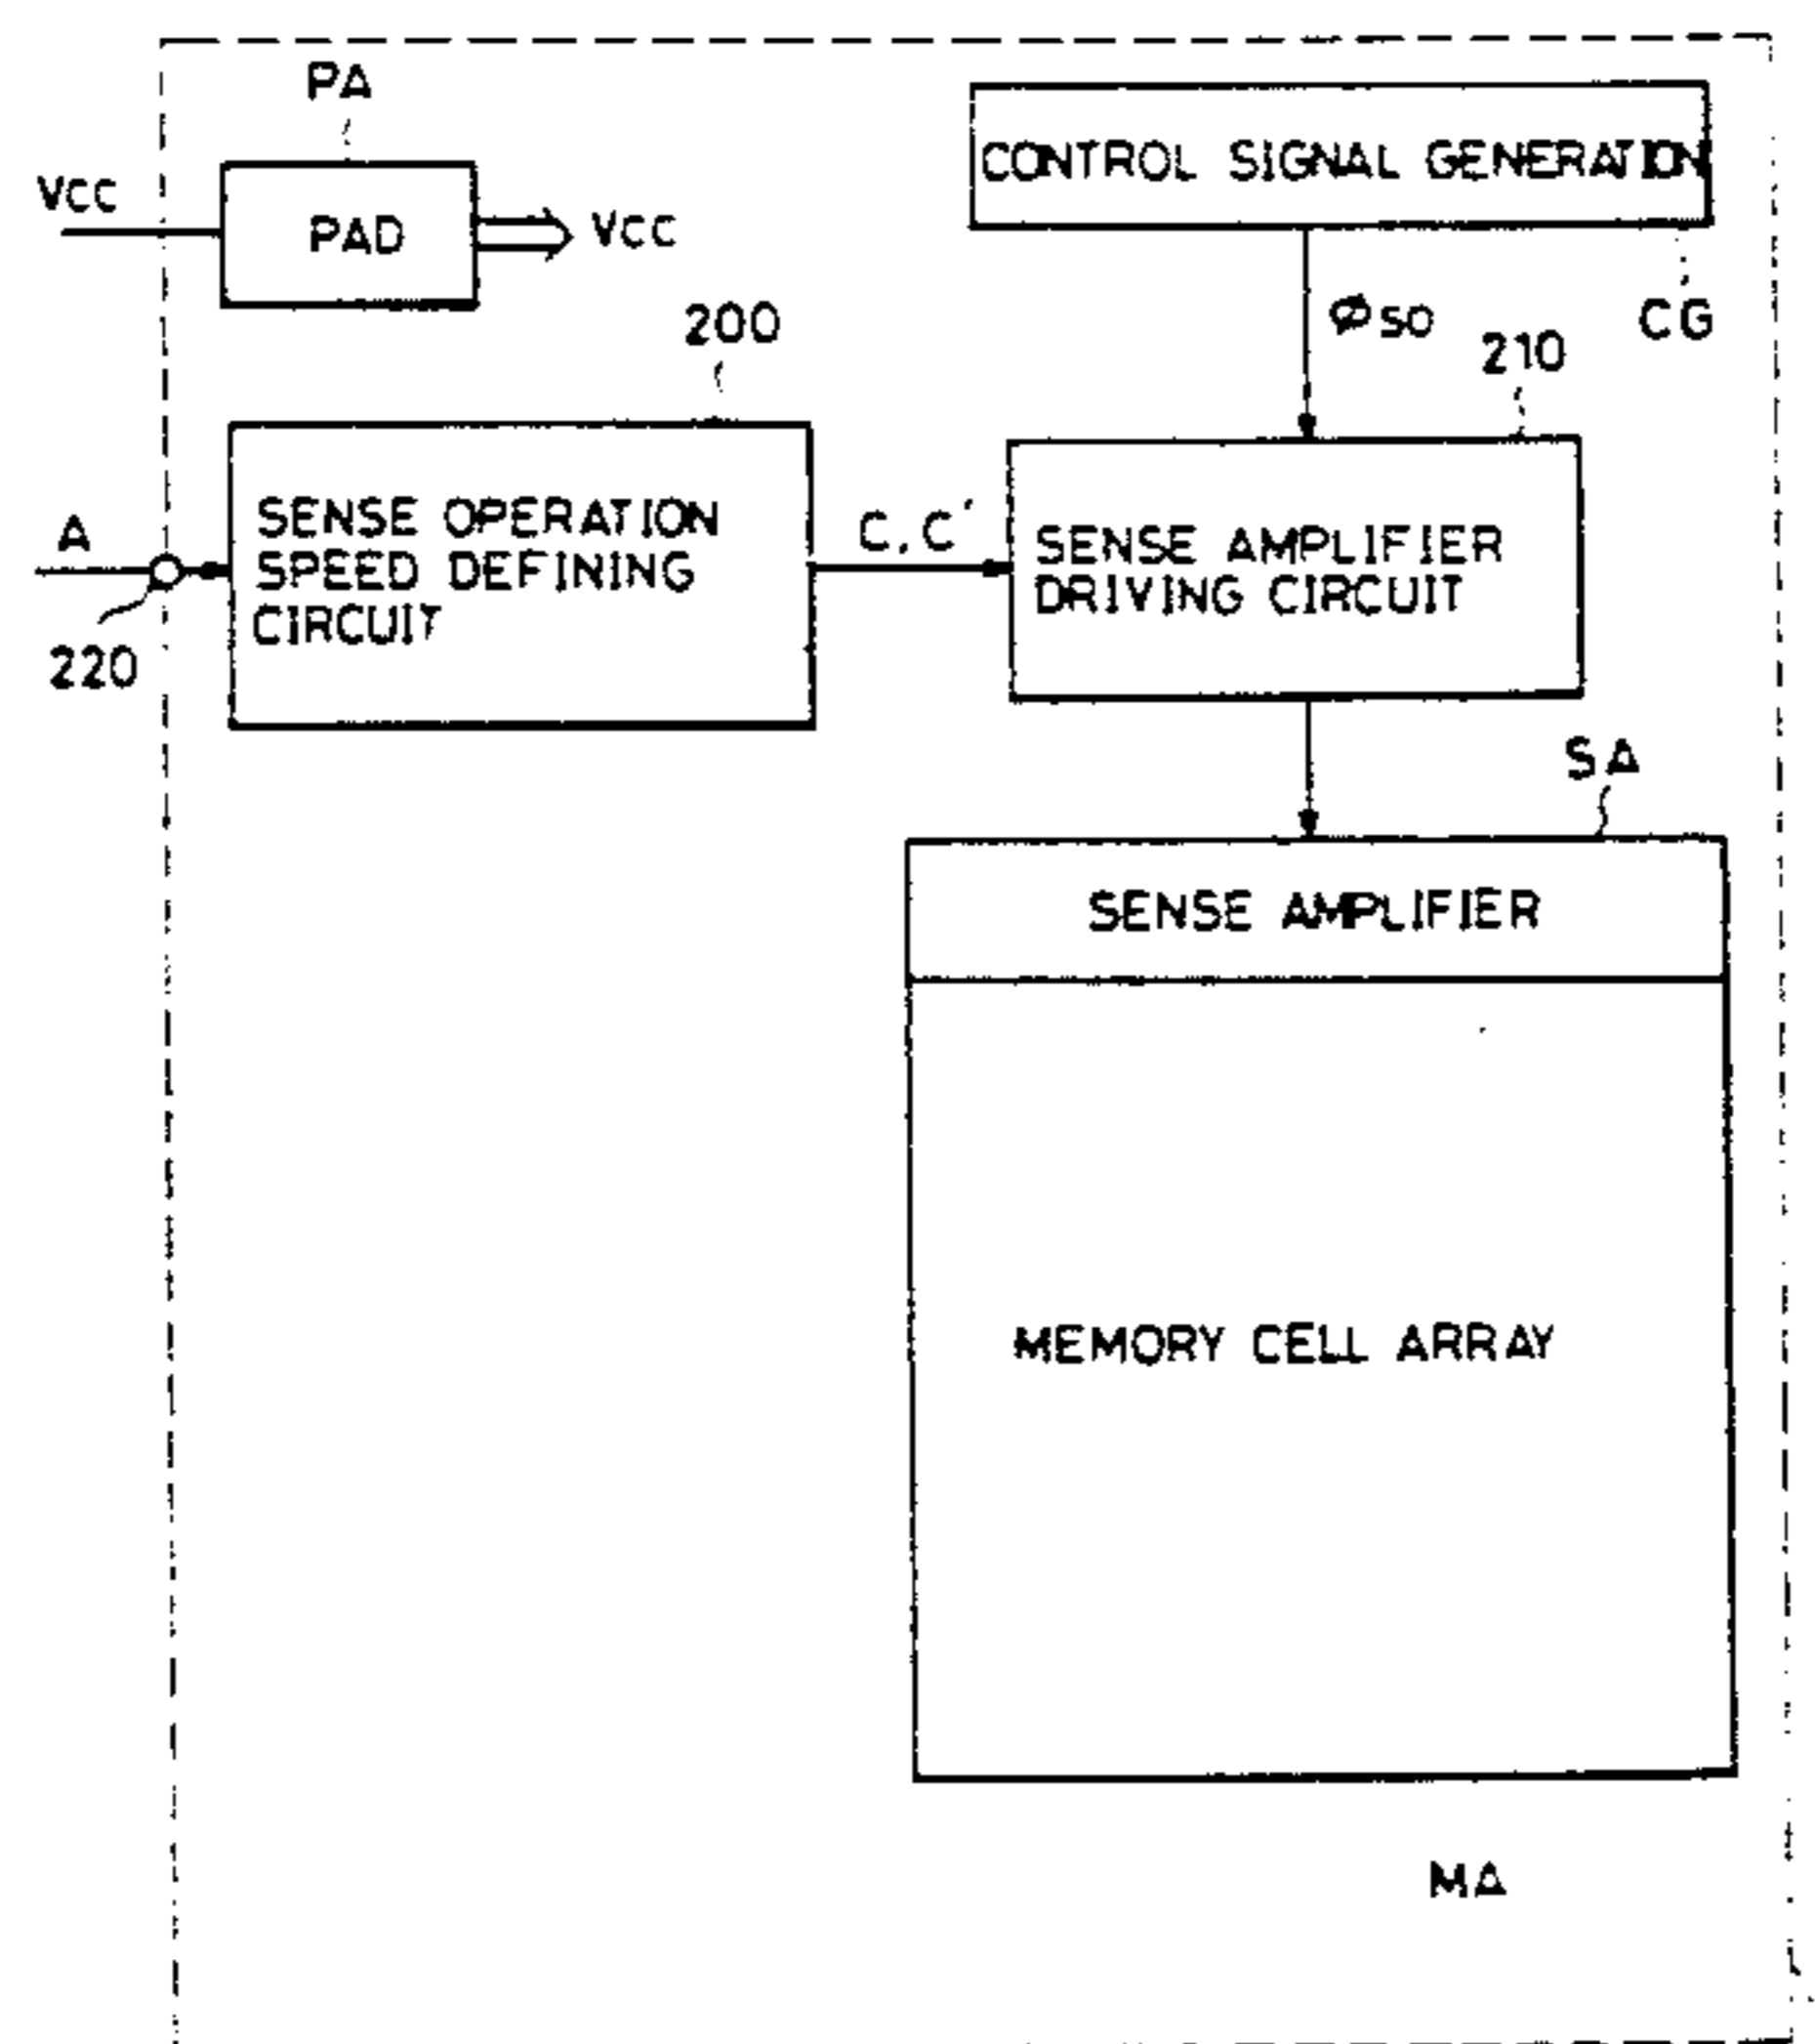 PA
CONTROL SIGNAL GENERATION
VCC
PAD
VCC
200
ØSO
CG
210
A
SENSE OPERATION
SPEED DEFINING
CIRCUIT
C, C'
SENSE AMPLIFIER
DRIVING CIRCUIT
220
SA
SENSE AMPLIFIER
MEMORY CELL ARRAY
MA